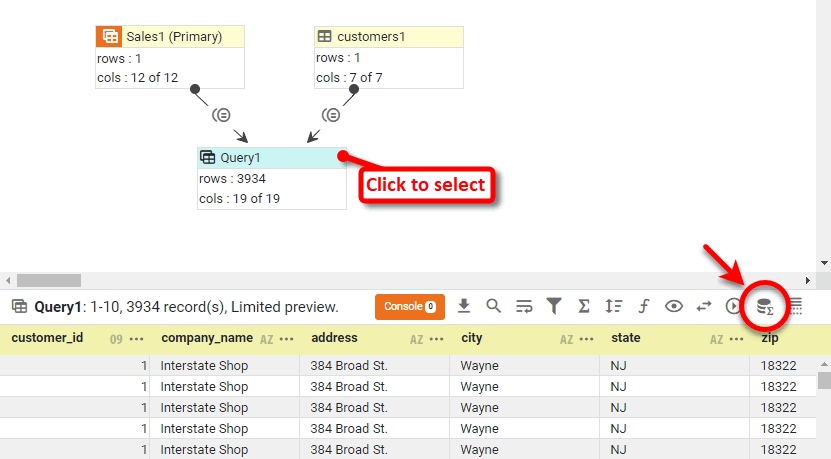 Sales1 (Primary)
rows : 1
cols : 12 of 12
customers1
rows : 1
cols : 7 of 7
Query1
rows : 3934
cols : 19 of 19
Click to select
Query1: 1-10, 3934 record(s), Limited preview.
Console 0
customer_id 09 ··· company_name AZ ··· address AZ ··· city AZ ··· state AZ ··· zip
1 Interstate Shop 384 Broad St. Wayne NJ 18322
1 Interstate Shop 384 Broad St. Wayne NJ 18322
1 Interstate Shop 384 Broad St. Wayne NJ 18322
1 Interstate Shop 384 Broad St. Wayne NJ 18322
1 Interstate Shop 384 Broad St. Wayne NJ 18322